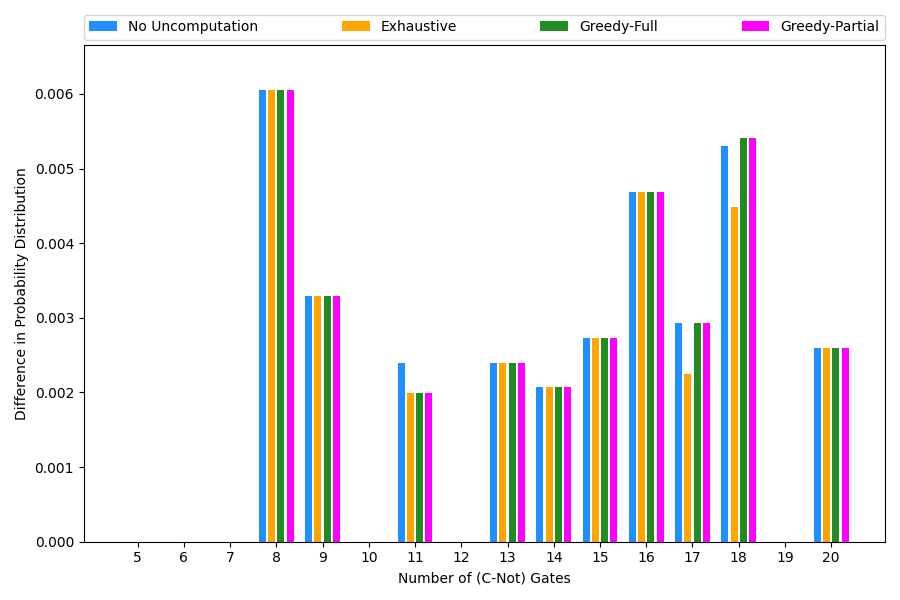 No Uncomputation Exhaustive Greedy-Full Greedy-Partial
0.006
0.005
0.004
0.003
0.002
0.001
0.000
Difference in Probability Distribution
5 6 7 8 9 10 11 12 13 14 15 16 17 18 19 20
Number of (C-Not) Gates